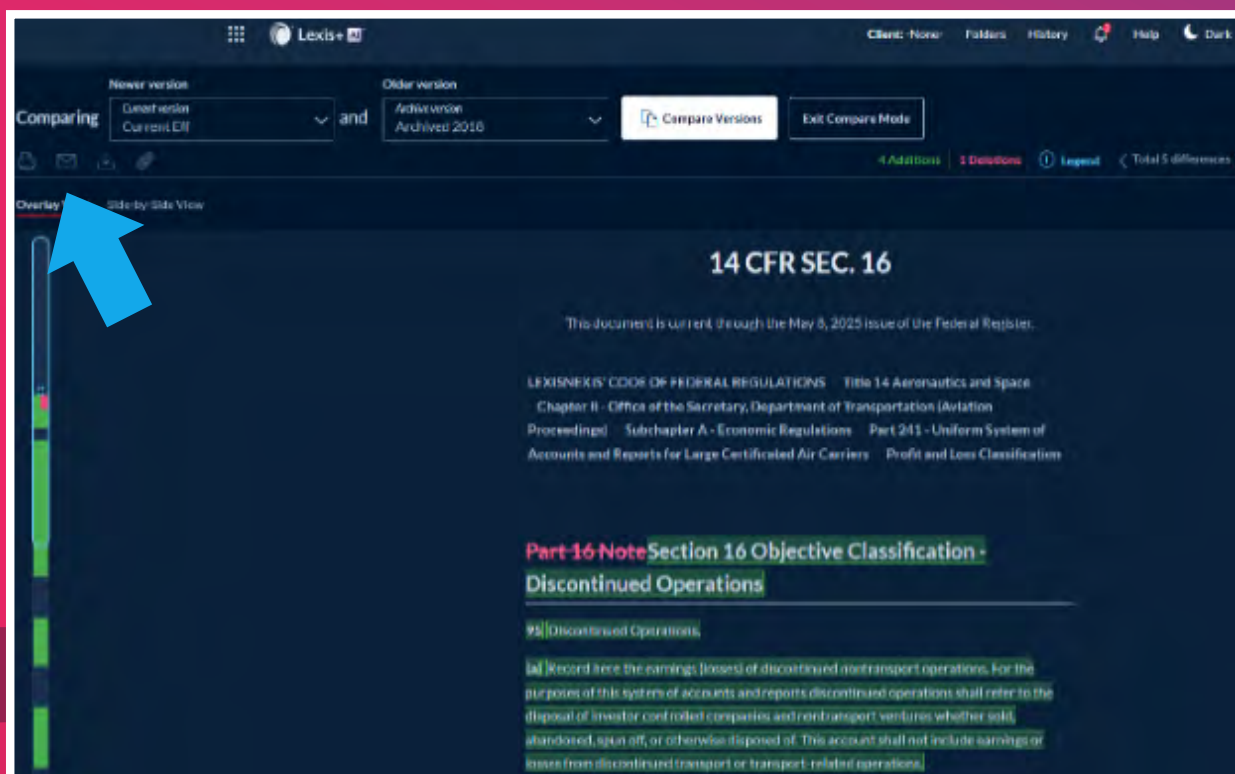 Lexis+ AI
Client: -None- Folders History Help Dark
Newer version Older version
Comparing Current version and Archive version Compare Versions Exit Compare Mode
Current Eff Archived 2018
4 Additions 1 Deletions Legend Total 5 differences
Overlay Side-by-Side View
14 CFR SEC. 16
This document is current through the May 8, 2025 issue of the Federal Register.
LEXISNEXIS' CODE OF FEDERAL REGULATIONS Title 14 Aeronautics and Space
Chapter II - Office of the Secretary, Department of Transportation (Aviation
Proceedings) Subchapter A - Economic Regulations Part 241 - Uniform System of
Accounts and Reports for Large Certificated Air Carriers Profit and Loss Classification
Part 16 Note Section 16 Objective Classification -
Discontinued Operations
95 Discontinued Operations.
(a) Record here the earnings (losses) of discontinued nontransport operations. For the
purposes of this system of accounts and reports discontinued operations shall refer to the
disposal of investor controlled companies and nontransport ventures whether sold,
abandoned, spun off, or otherwise disposed of. This account shall not include earnings or
losses from discontinued transport or transport-related operations.